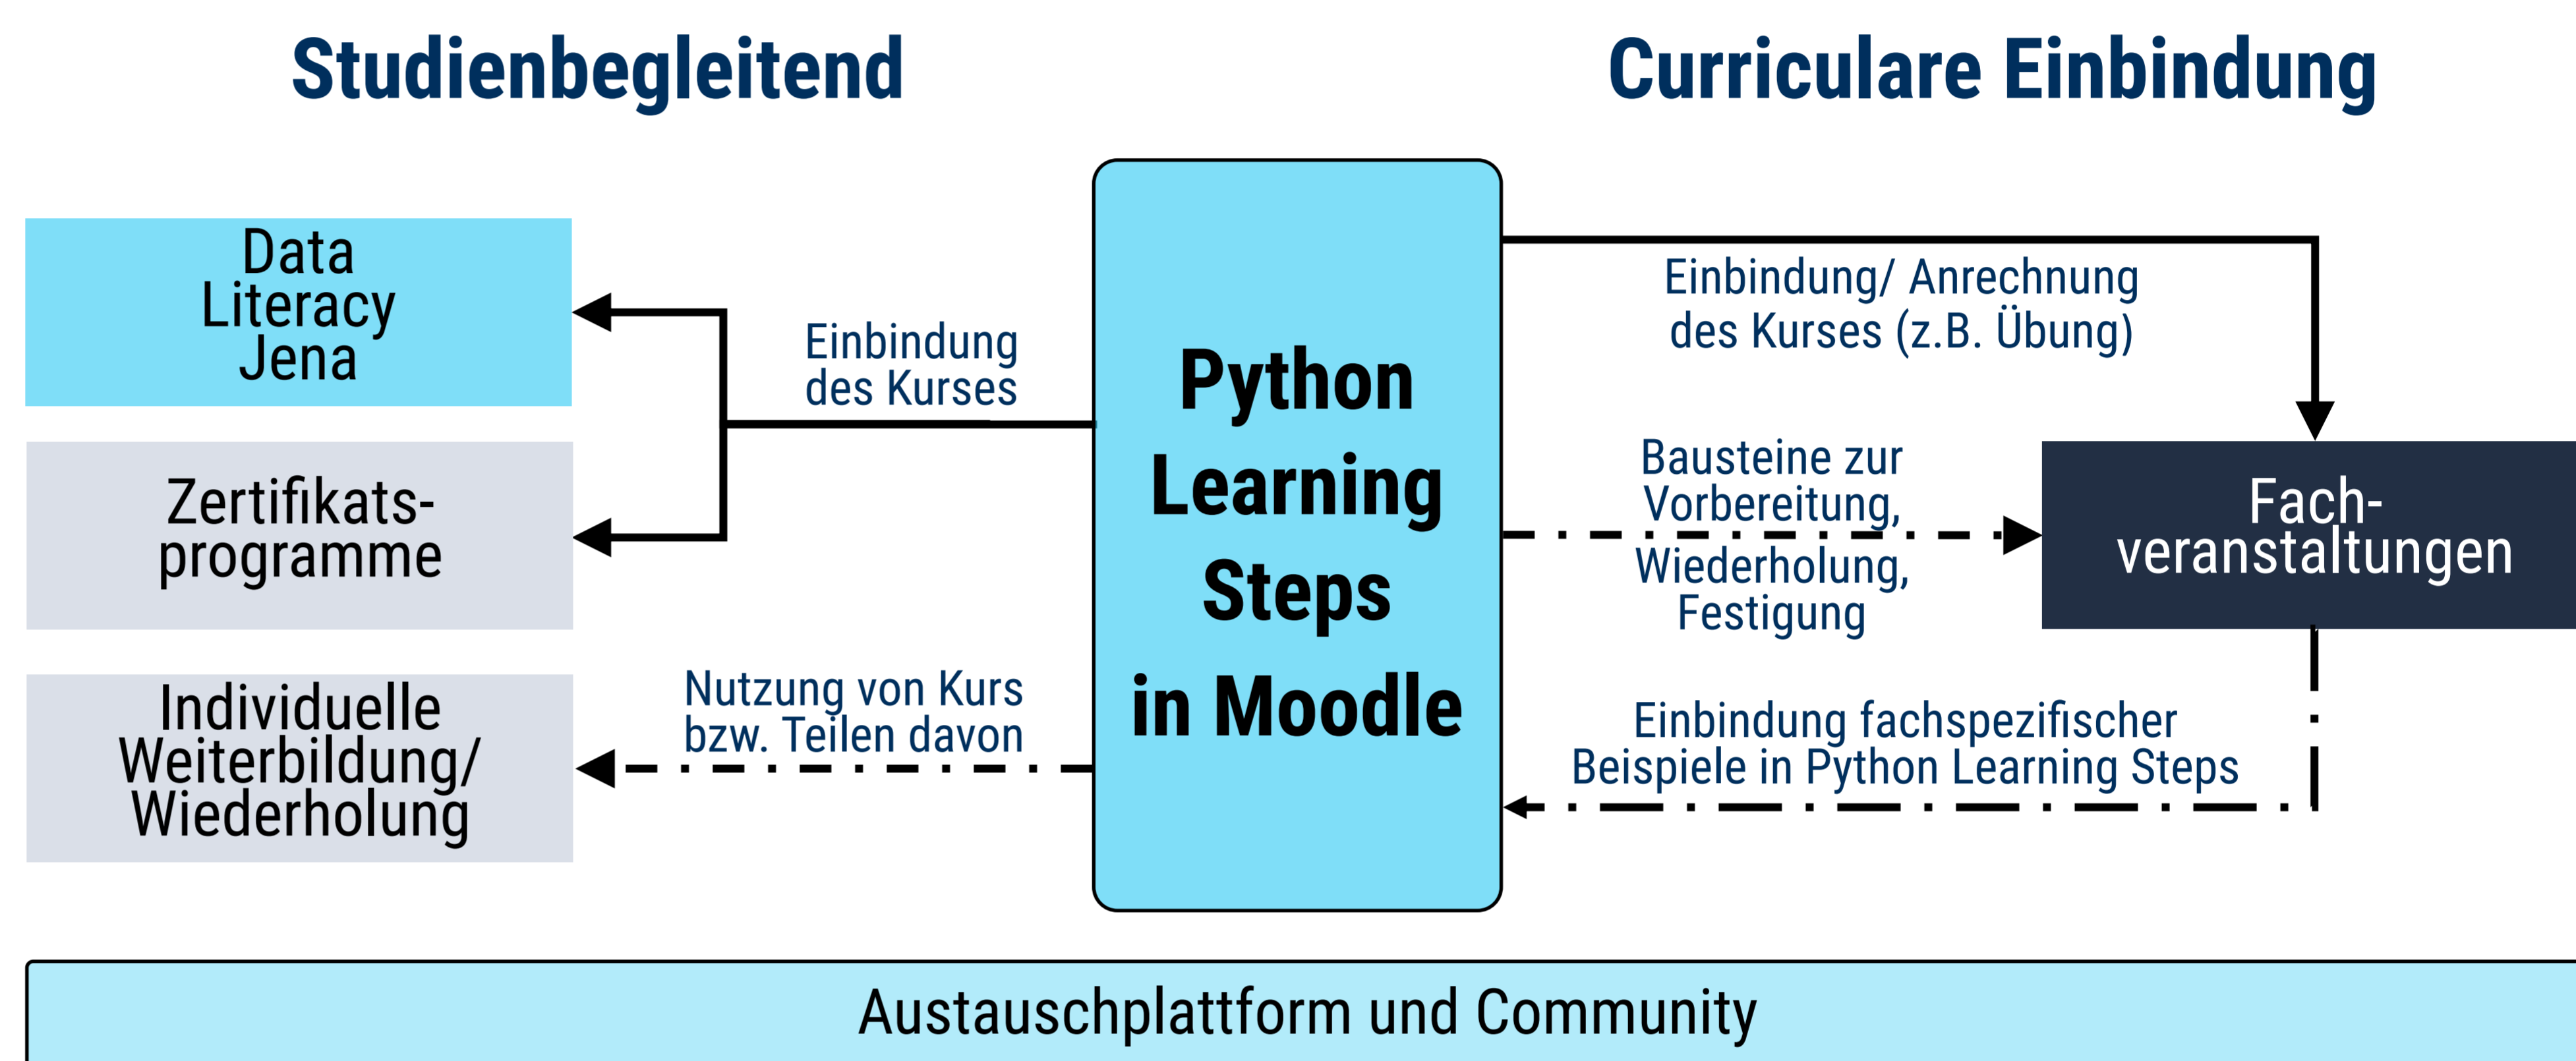 Studienbegleitend
Curriculare Einbindung
Data
Literacy
Jena
Zertifikats-
programme
Individuelle
Weiterbildung/
Wiederholung
Einbindung
des Kurses
Nutzung von Kurs
bzw. Teilen davon
Python
Learning
Steps
in Moodle
Einbindung/ Anrechnung
des Kurses (z.B. Übung)
Bausteine zur
Vorbereitung,
Wiederholung,
Festigung
Fach-
veranstaltungen
Einbindung fachspezifischer
Beispiele in Python Learning Steps
Austauschplattform und Community